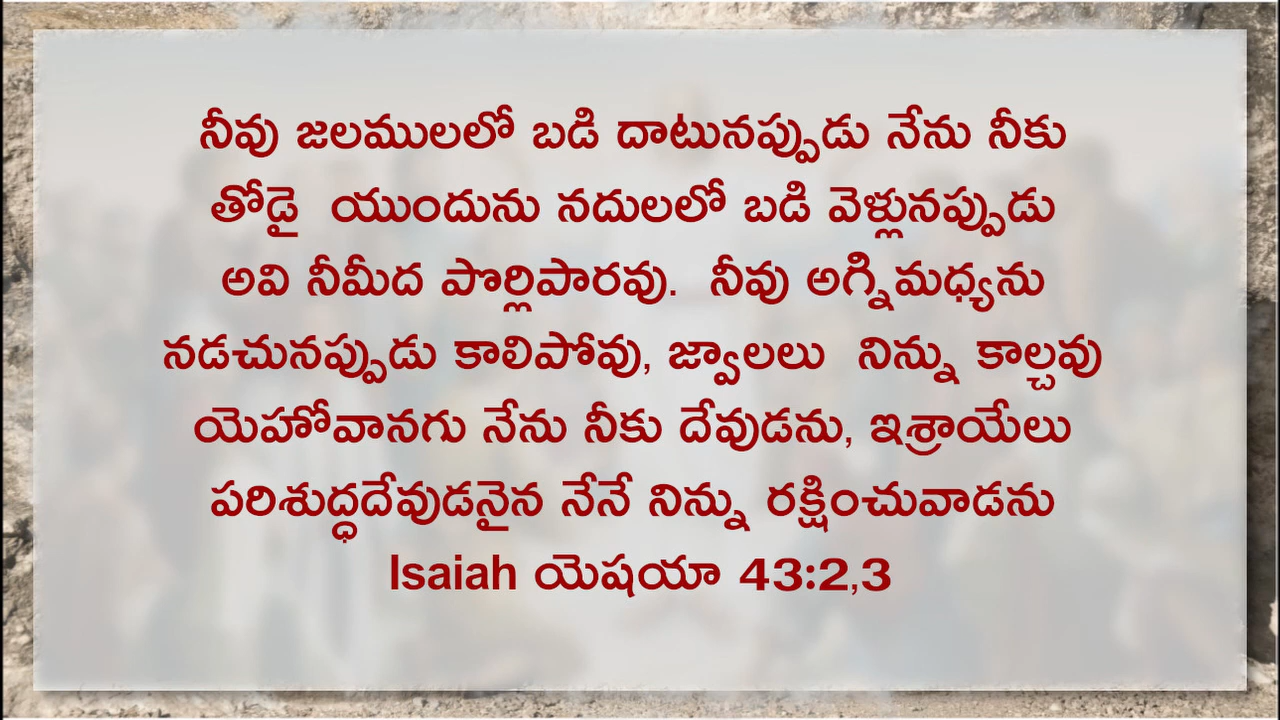 నీవు జలములలో బడి దాటునప్పుడు నేను నీకు
తోడై యుందును నదులలో బడి వెళ్లునప్పుడు
అవి నీమీద పొర్లిపారవు. నీవు అగ్నిమధ్యను
నడచునప్పుడు కాలిపోవు, జ్వాలలు నిన్ను కాల్చవు
యెహోవానగు నేను నీకు దేవుడను, ఇశ్రాయేలు
పరిశుద్ధదేవుడనైన నేనే నిన్ను రక్షించువాడను
Isaiah యెషయా 43:2,3